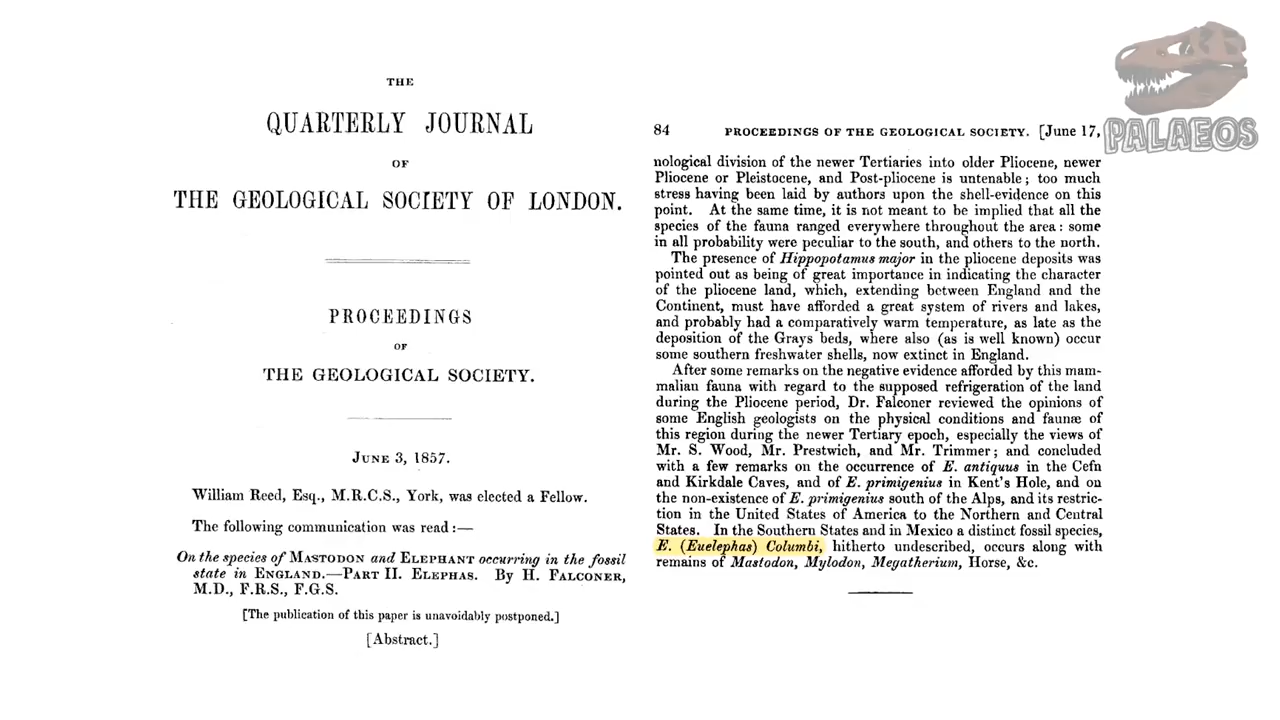 THE
QUARTERLY JOURNAL
OF
THE GEOLOGICAL SOCIETY OF LONDON.
PROCEEDINGS
OF
THE GEOLOGICAL SOCIETY.
JUNE 3, 1857.
William Reed, Esq., M.R.C.S., York, was elected a Fellow.
The following communication was read:—
On the species of MASTODON and ELEPHANT occurring in the fossil
state in ENGLAND.—PART II. ELEPHAS. By H. FALCONER,
M.D., F.R.S., F.G.S.
[The publication of this paper is unavoidably postponed.]
[Abstract.]
84 PROCEEDINGS OF THE GEOLOGICAL SOCIETY. [June 17,
nological division of the newer Tertiaries into older Pliocene, newer
Pliocene or Pleistocene, and Post-pliocene is untenable; too much
stress having been laid by authors upon the shell-evidence on this
point. At the same time, it is not meant to be implied that all the
species of the fauna ranged everywhere throughout the area: some
in all probability were peculiar to the south, and others to the north.
The presence of Hippopotamus major in the pliocene deposits was
pointed out as being of great importance in indicating the character
of the pliocene land, which, extending between England and the
Continent, must have afforded a great system of rivers and lakes,
and probably had a comparatively warm temperature, as late as the
deposition of the Grays beds, where also (as is well known) occur
some southern freshwater shells, now extinct in England.
After some remarks on the negative evidence afforded by this mam-
malian fauna with regard to the supposed refrigeration of the land
during the Pliocene period, Dr. Falconer reviewed the opinions of
some English geologists on the physical conditions and faunæ of
this region during the newer Tertiary epoch, especially the views of
Mr. S. Wood, Mr. Prestwich, and Mr. Trimmer; and concluded
with a few remarks on the occurrence of E. antiquus in the Cefn
and Kirkdale Caves, and of E. primigenius in Kent's Hole, and on
the non-existence of E. primigenius south of the Alps, and its restric-
tion in the United States of America to the Northern and Central
States. In the Southern States and in Mexico a distinct fossil species,
E. (Euelephas) Columbi, hitherto undescribed, occurs along with
remains of Mastodon, Mylodon, Megatherium, Horse, &c.
PALAEOS